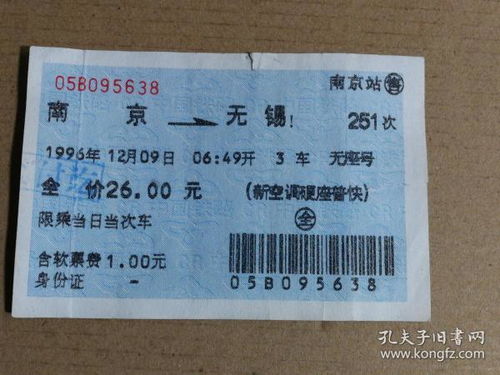 05B095638
南京站 售
南 京 → 无 锡! 251次
1996年 12月09日 06:49开 3 车 无座号
全 价26.00 元 (新空调硬座普快)
限乘当日当次车 全
含软票费1.00元
身份证 - 05B095638
孔夫子旧书网
www.kongfz.com